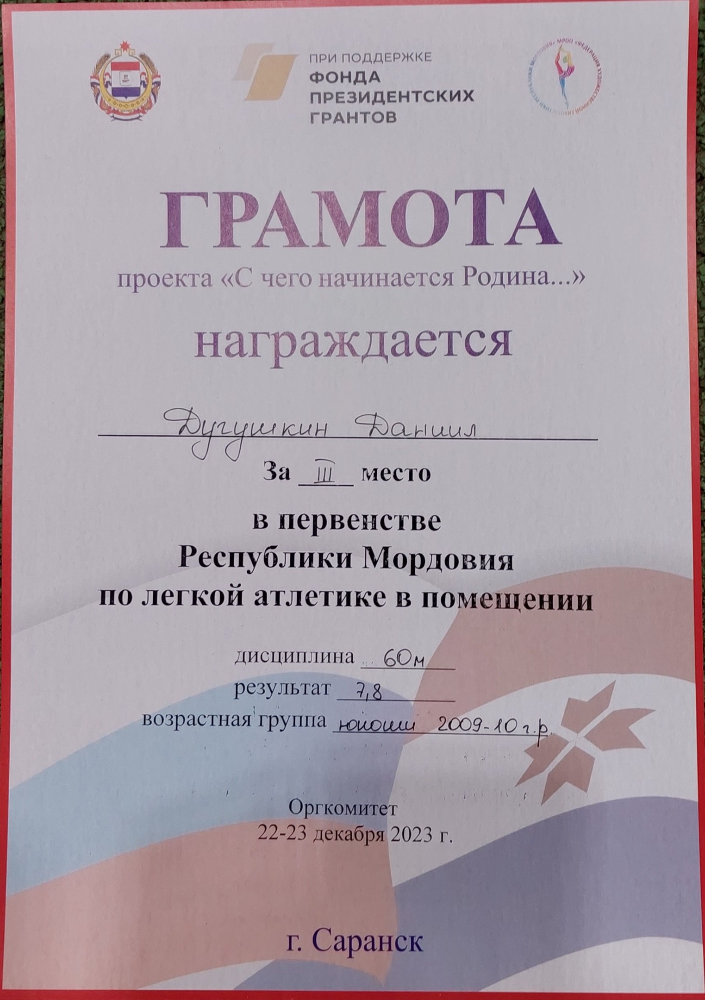 ПРИ ПОДДЕРЖКЕ
ФОНДА
ПРЕЗИДЕНТСКИХ
ГРАНТОВ
МРОО «ФЕДЕРАЦИЯ ХУДОЖЕСТВЕННОЙ ГИМНАСТИКИ РЕСПУБЛИКИ МОРДОВИЯ»
ГРАМОТА
проекта «С чего начинается Родина...»
награждается
Дугушкин Даниил
За III место
в первенстве
Республики Мордовия
по легкой атлетике в помещении
дисциплина ... 60м
результат 7,8
возрастная группа юноши 2009-10 г.р.
Оргкомитет
22-23 декабря 2023 г.
г. Саранск